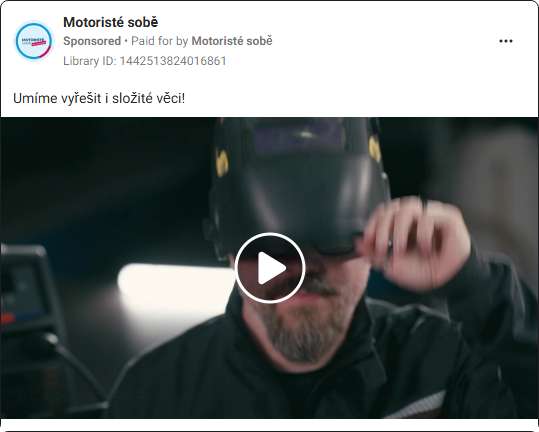 Motoristé sobě
Sponsored • Paid for by Motoristé sobě
Library ID: 1442513824016861
Umíme vyřešit i složité věci!